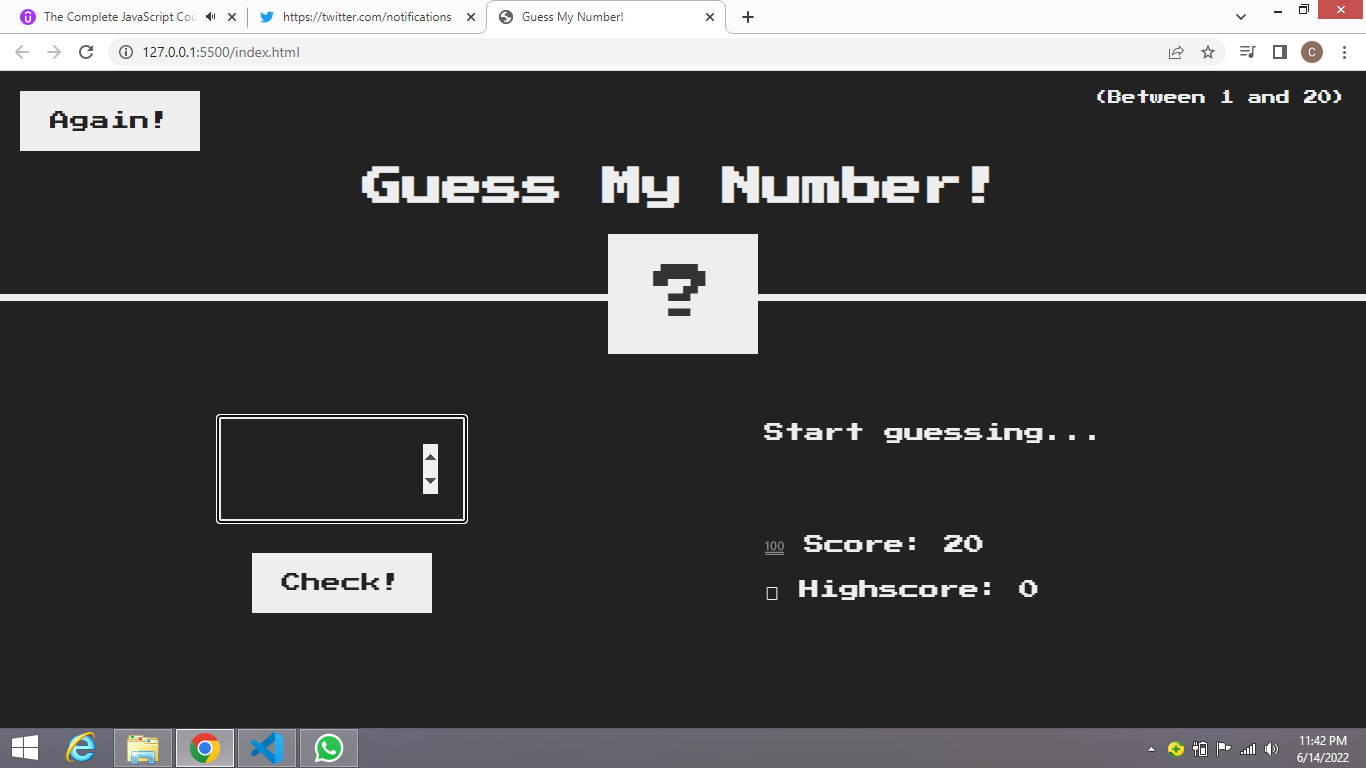 The Complete JavaScript Cou
https://twitter.com/notifications
Guess My Number!
127.0.0.1:5500/index.html
C
Again!
(Between 1 and 20)
Guess My Number!
?
Start guessing...
💯 Score: 20
Highscore: 0
Check!
11:42 PM
6/14/2022